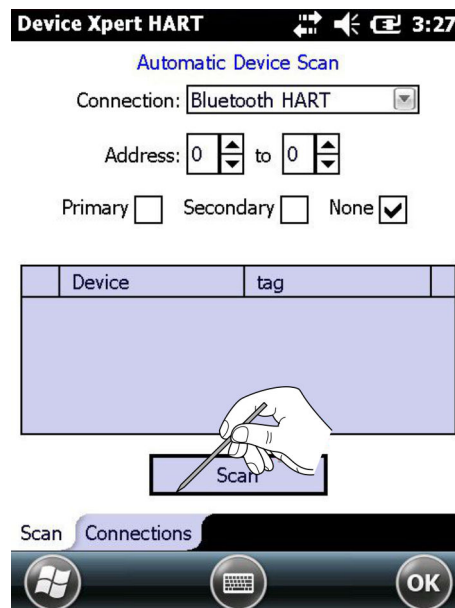 Device Xpert HART 3:27
Automatic Device Scan
Connection: Bluetooth HART
Address: 0 to 0
Primary Secondary None
Device tag
Scan
Scan Connections
OK